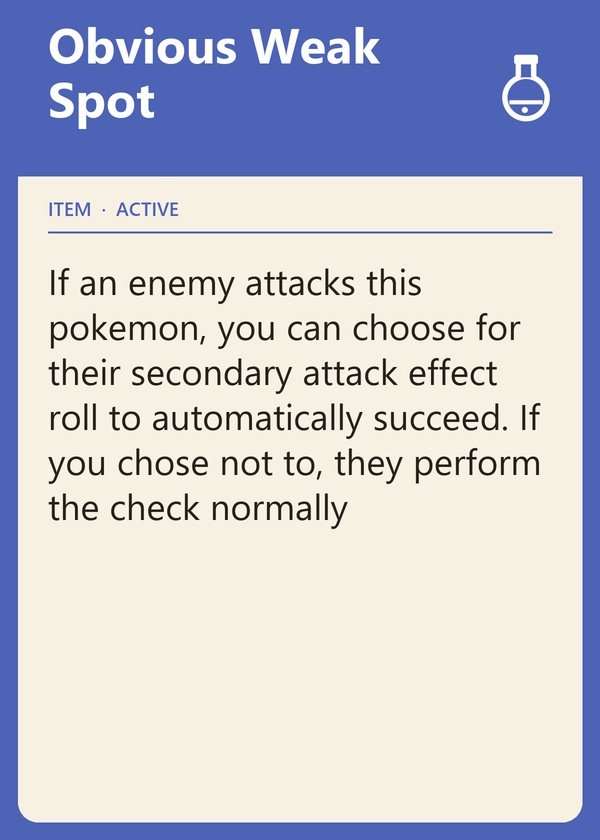 Obvious Weak
Spot
ITEM · ACTIVE
If an enemy attacks this
pokemon, you can choose for
their secondary attack effect
roll to automatically succeed. If
you chose not to, they perform
the check normally